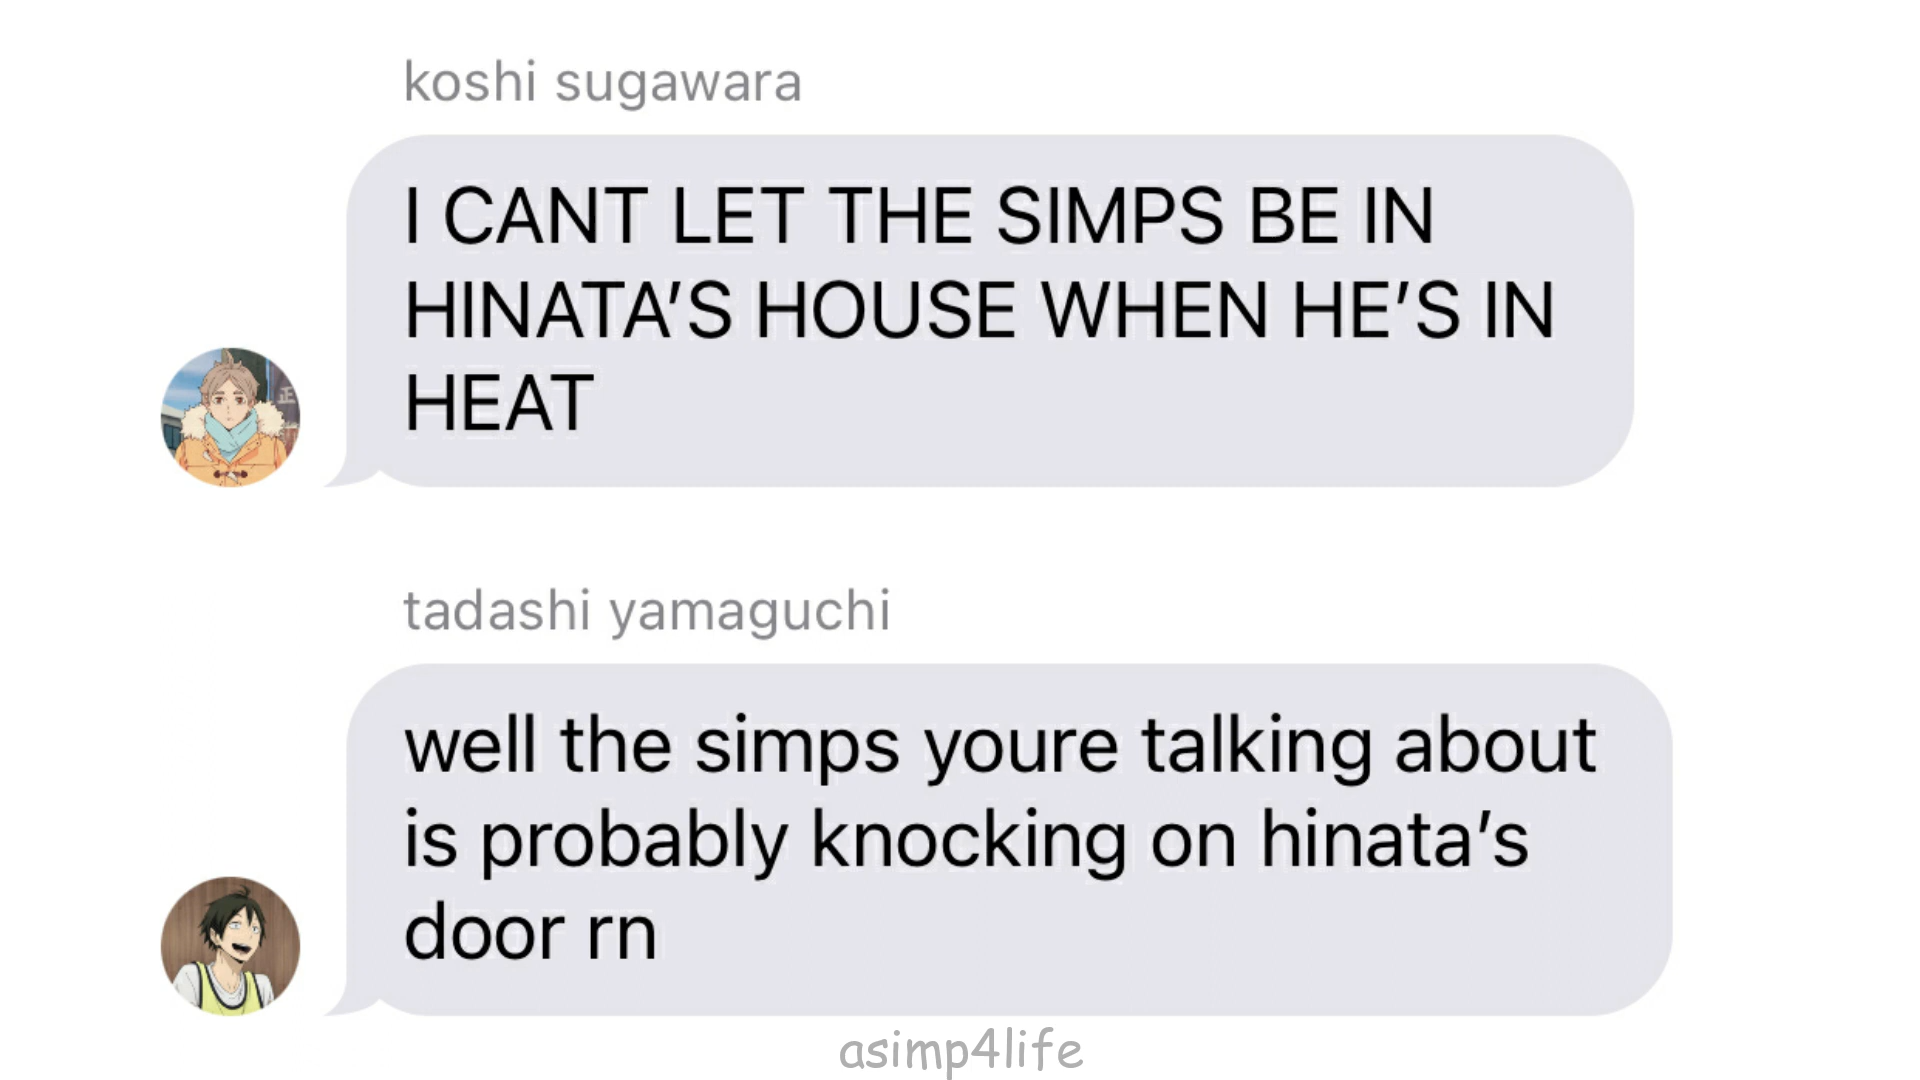 koshi sugawara
I CANT LET THE SIMPS BE IN
HINATA’S HOUSE WHEN HE’S IN
HEAT
tadashi yamaguchi
well the simps youre talking about
is probably knocking on hinata’s
door rn
asimp4life